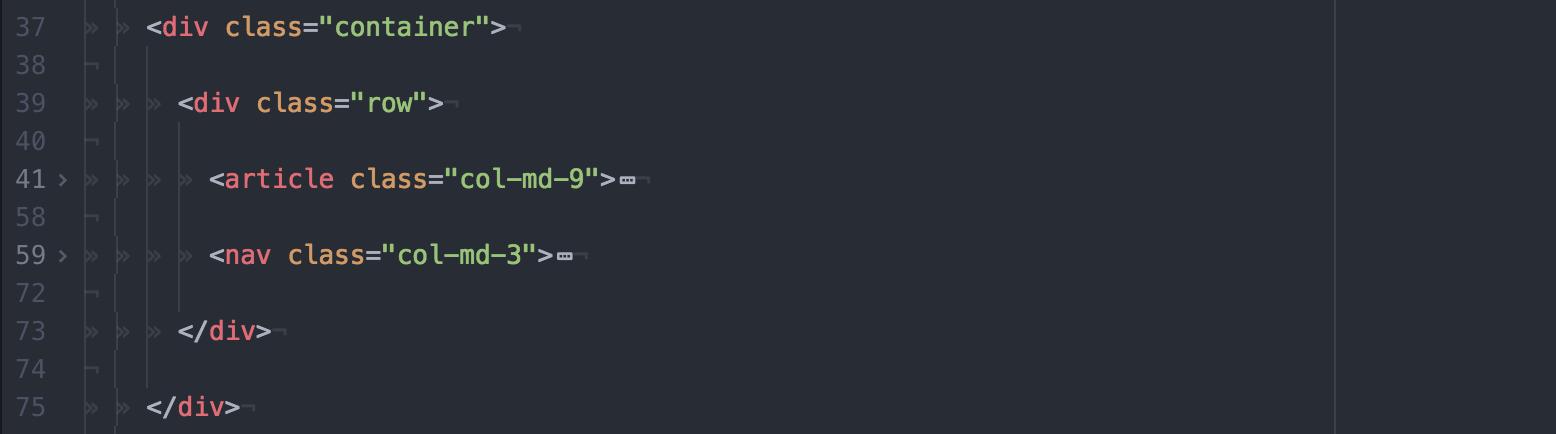 37 <div class="container">
38
39 <div class="row">
40
41 <article class="col-md-9">
58
59 <nav class="col-md-3">
72
73 </div>
74
75 </div>